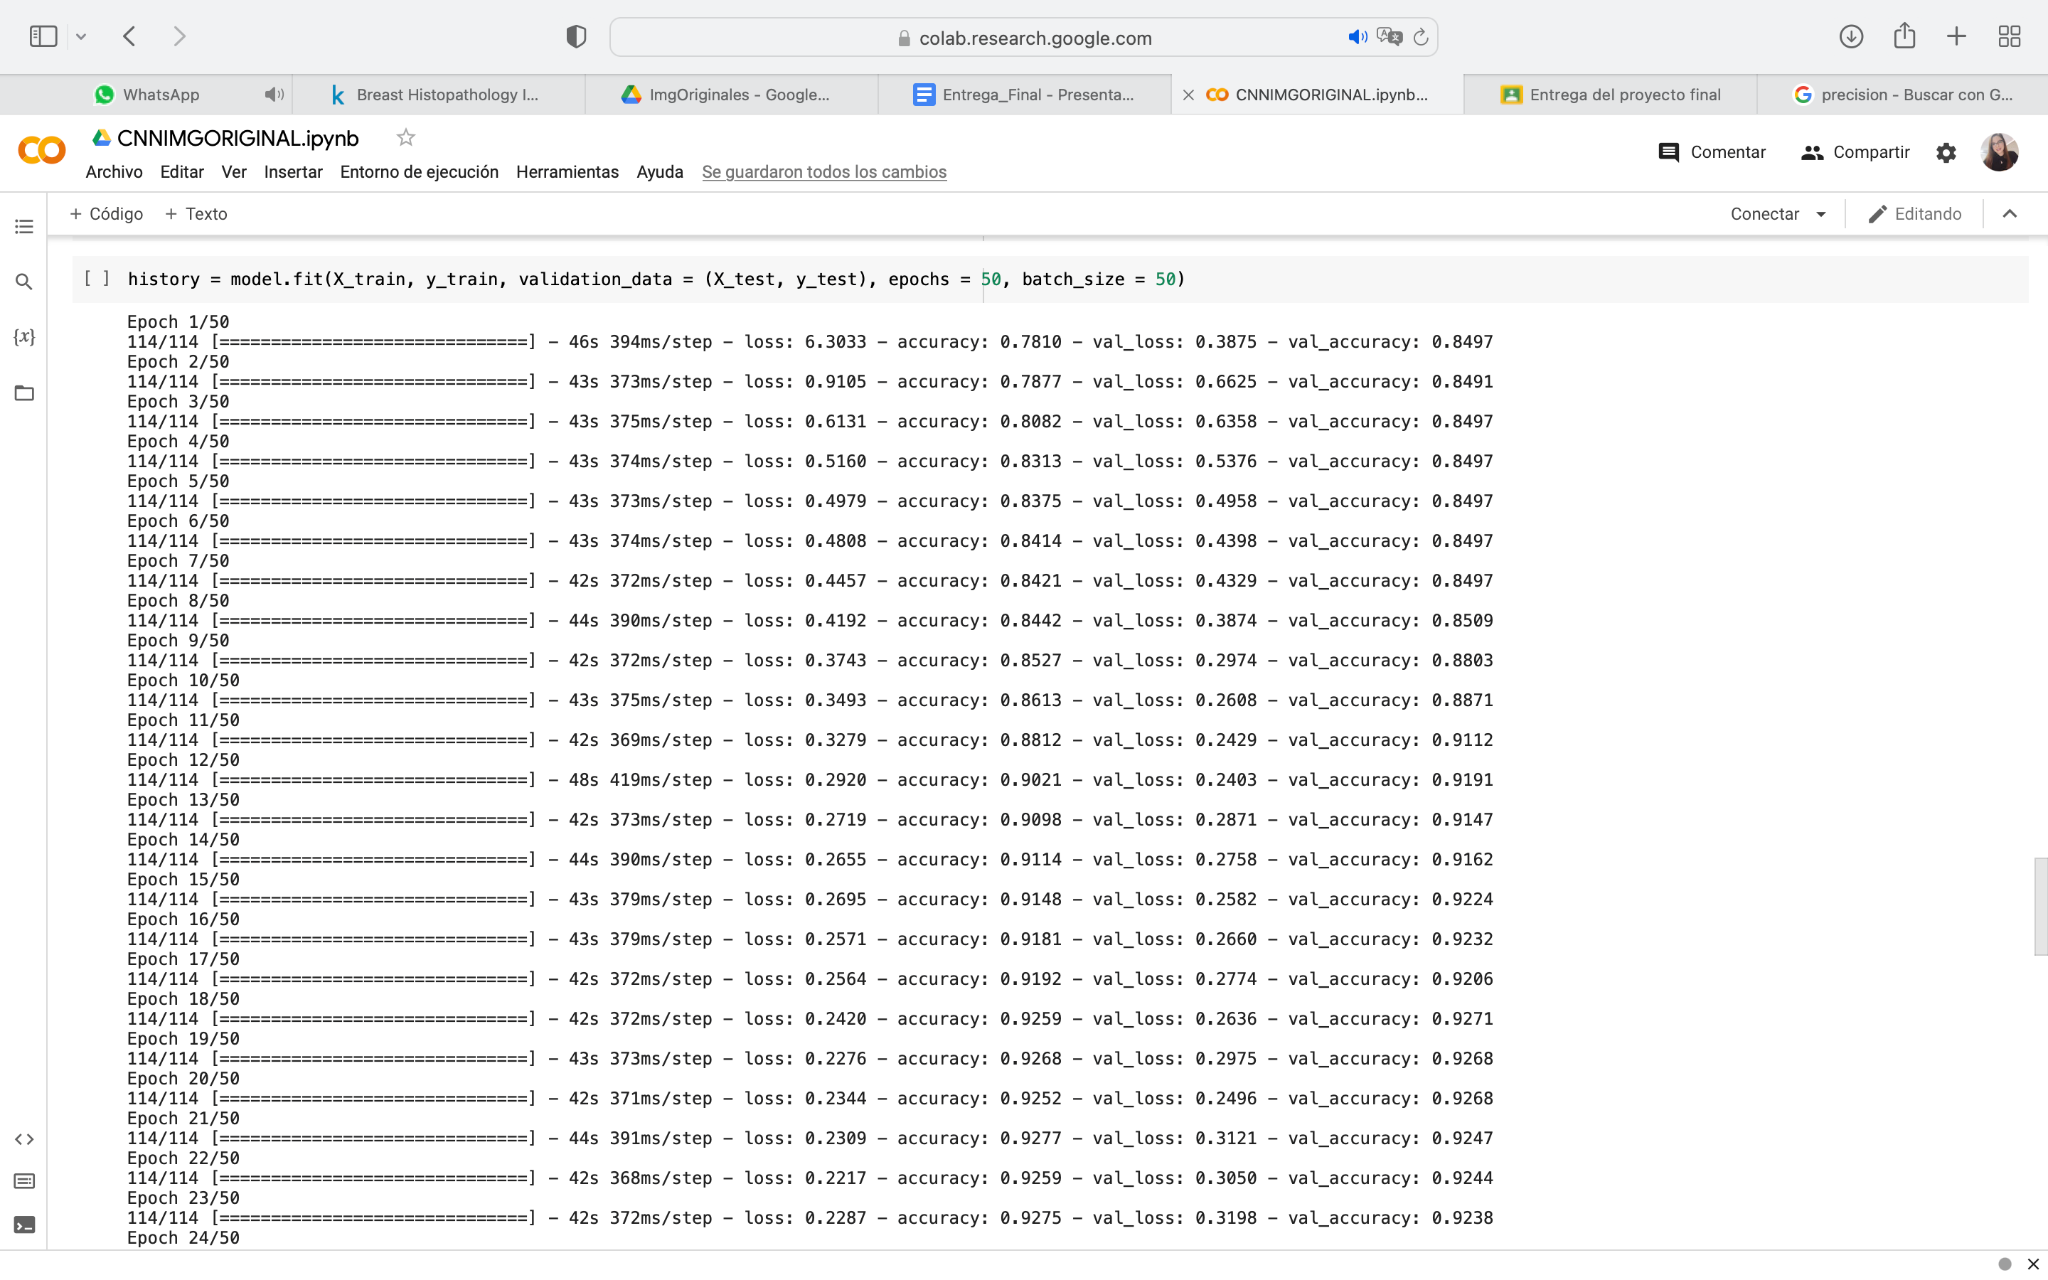 colab.research.google.com
WhatsApp
Breast Histopathology I...
ImgOriginales - Google...
Entrega_Final - Presenta...
CNNIMGORIGINAL.ipynb...
Entrega del proyecto final
precision - Buscar con G...
CNNIMGORIGINAL.ipynb
Comentar
Compartir
Archivo Editar Ver Insertar Entorno de ejecución Herramientas Ayuda Se guardaron todos los cambios
+ Código + Texto
Conectar
Editando
[ ] history = model.fit(X_train, y_train, validation_data = (X_test, y_test), epochs = 50, batch_size = 50)
Epoch 1/50
114/114 [==============================] - 46s 394ms/step - loss: 6.3033 - accuracy: 0.7810 - val_loss: 0.3875 - val_accuracy: 0.8497
Epoch 2/50
114/114 [==============================] - 43s 373ms/step - loss: 0.9105 - accuracy: 0.7877 - val_loss: 0.6625 - val_accuracy: 0.8491
Epoch 3/50
114/114 [==============================] - 43s 375ms/step - loss: 0.6131 - accuracy: 0.8082 - val_loss: 0.6358 - val_accuracy: 0.8497
Epoch 4/50
114/114 [==============================] - 43s 374ms/step - loss: 0.5160 - accuracy: 0.8313 - val_loss: 0.5376 - val_accuracy: 0.8497
Epoch 5/50
114/114 [==============================] - 43s 373ms/step - loss: 0.4979 - accuracy: 0.8375 - val_loss: 0.4958 - val_accuracy: 0.8497
Epoch 6/50
114/114 [==============================] - 43s 374ms/step - loss: 0.4808 - accuracy: 0.8414 - val_loss: 0.4398 - val_accuracy: 0.8497
Epoch 7/50
114/114 [==============================] - 42s 372ms/step - loss: 0.4457 - accuracy: 0.8421 - val_loss: 0.4329 - val_accuracy: 0.8497
Epoch 8/50
114/114 [==============================] - 44s 390ms/step - loss: 0.4192 - accuracy: 0.8442 - val_loss: 0.3874 - val_accuracy: 0.8509
Epoch 9/50
114/114 [==============================] - 42s 372ms/step - loss: 0.3743 - accuracy: 0.8527 - val_loss: 0.2974 - val_accuracy: 0.8803
Epoch 10/50
114/114 [==============================] - 43s 375ms/step - loss: 0.3493 - accuracy: 0.8613 - val_loss: 0.2608 - val_accuracy: 0.8871
Epoch 11/50
114/114 [==============================] - 42s 369ms/step - loss: 0.3279 - accuracy: 0.8812 - val_loss: 0.2429 - val_accuracy: 0.9112
Epoch 12/50
114/114 [==============================] - 48s 419ms/step - loss: 0.2920 - accuracy: 0.9021 - val_loss: 0.2403 - val_accuracy: 0.9191
Epoch 13/50
114/114 [==============================] - 42s 373ms/step - loss: 0.2719 - accuracy: 0.9098 - val_loss: 0.2871 - val_accuracy: 0.9147
Epoch 14/50
114/114 [==============================] - 44s 390ms/step - loss: 0.2655 - accuracy: 0.9114 - val_loss: 0.2758 - val_accuracy: 0.9162
Epoch 15/50
114/114 [==============================] - 43s 379ms/step - loss: 0.2695 - accuracy: 0.9148 - val_loss: 0.2582 - val_accuracy: 0.9224
Epoch 16/50
114/114 [==============================] - 43s 379ms/step - loss: 0.2571 - accuracy: 0.9181 - val_loss: 0.2660 - val_accuracy: 0.9232
Epoch 17/50
114/114 [==============================] - 42s 372ms/step - loss: 0.2564 - accuracy: 0.9192 - val_loss: 0.2774 - val_accuracy: 0.9206
Epoch 18/50
114/114 [==============================] - 42s 372ms/step - loss: 0.2420 - accuracy: 0.9259 - val_loss: 0.2636 - val_accuracy: 0.9271
Epoch 19/50
114/114 [==============================] - 43s 373ms/step - loss: 0.2276 - accuracy: 0.9268 - val_loss: 0.2975 - val_accuracy: 0.9268
Epoch 20/50
114/114 [==============================] - 42s 371ms/step - loss: 0.2344 - accuracy: 0.9252 - val_loss: 0.2496 - val_accuracy: 0.9268
Epoch 21/50
114/114 [==============================] - 44s 391ms/step - loss: 0.2309 - accuracy: 0.9277 - val_loss: 0.3121 - val_accuracy: 0.9247
Epoch 22/50
114/114 [==============================] - 42s 368ms/step - loss: 0.2217 - accuracy: 0.9259 - val_loss: 0.3050 - val_accuracy: 0.9244
Epoch 23/50
114/114 [==============================] - 42s 372ms/step - loss: 0.2287 - accuracy: 0.9275 - val_loss: 0.3198 - val_accuracy: 0.9238
Epoch 24/50